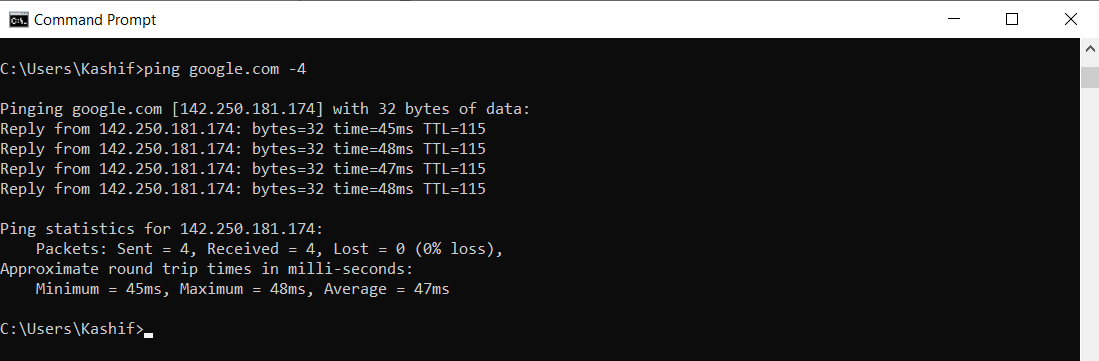 Command Prompt
C:\Users\Kashif>ping google.com -4
Pinging google.com [142.250.181.174] with 32 bytes of data:
Reply from 142.250.181.174: bytes=32 time=45ms TTL=115
Reply from 142.250.181.174: bytes=32 time=48ms TTL=115
Reply from 142.250.181.174: bytes=32 time=47ms TTL=115
Reply from 142.250.181.174: bytes=32 time=48ms TTL=115
Ping statistics for 142.250.181.174:
    Packets: Sent = 4, Received = 4, Lost = 0 (0% loss),
Approximate round trip times in milli-seconds:
    Minimum = 45ms, Maximum = 48ms, Average = 47ms
C:\Users\Kashif>